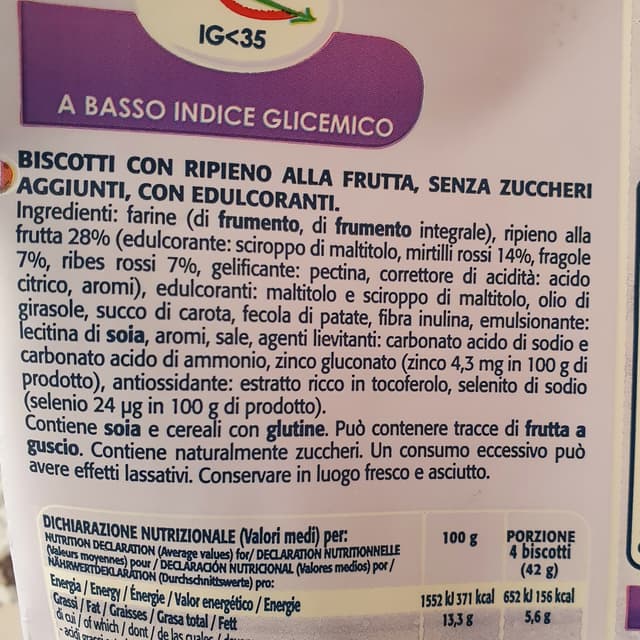 IG<35
A BASSO INDICE GLICEMICO
BISCOTTI CON RIPIENO ALLA FRUTTA, SENZA ZUCCHERI
AGGIUNTI, CON EDULCORANTI.
Ingredienti: farine (di frumento, di frumento integrale), ripieno alla
frutta 28% (edulcorante: sciroppo di maltitolo, mirtilli rossi 14%, fragole
7%, ribes rossi 7%, gelificante: pectina, correttore di acidità: acido
citrico, aromi), edulcoranti: maltitolo e sciroppo di maltitolo, olio di
girasole, succo di carota, fecola di patate, fibra inulina, emulsionante:
lecitina di soia, aromi, sale, agenti lievitanti: carbonato acido di sodio e
carbonato acido di ammonio, zinco gluconato (zinco 4,3 mg in 100 g di
prodotto), antiossidante: estratto ricco in tocoferolo, selenito di sodio
(selenio 24 µg in 100 g di prodotto).
Contiene soia e cereali con glutine. Può contenere tracce di frutta a
guscio. Contiene naturalmente zuccheri. Un consumo eccessivo può
avere effetti lassativi. Conservare in luogo fresco e asciutto.
DICHIARAZIONE NUTRIZIONALE (Valori medi) per:
NUTRITION DECLARATION (Average values) for/ DECLARATION NUTRITIONNELLE
(Valeurs moyennes) pour / DECLARACIÓN NUTRICIONAL (Valores medios) por /
NÄHRWERTDEKLARATION (Durchschnittswerte) pro:
100 g
PORZIONE
4 biscotti
(42 g)
Energia / Energy / Énergie / Valor energético / Energie 1552 kJ 371 kcal 652 kJ 156 kcal
Grassi / Fat / Graisses / Grasa total / Fett 13,3 g 5,6 g
di cui / of which / dont / de las cuales /